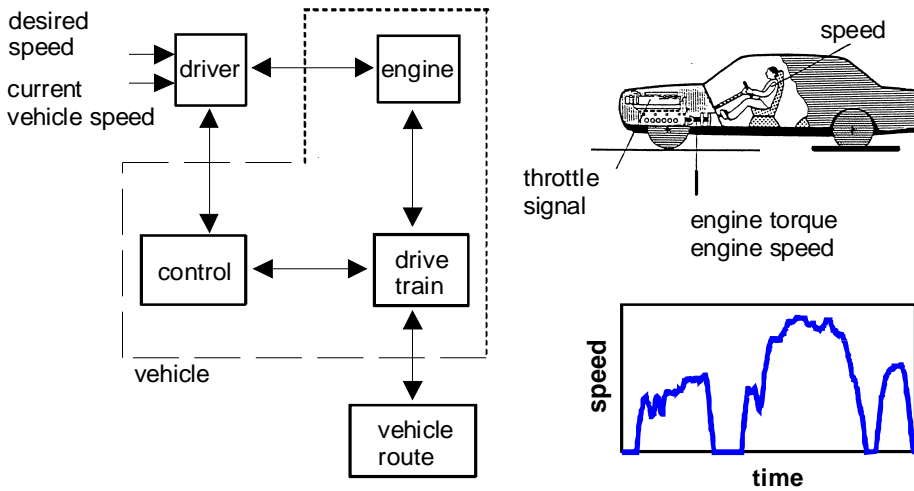 desired
speed
current
vehicle speed
driver
engine
control
drive
train
vehicle
vehicle
route
speed
throttle
signal
engine torque
engine speed
speed
time